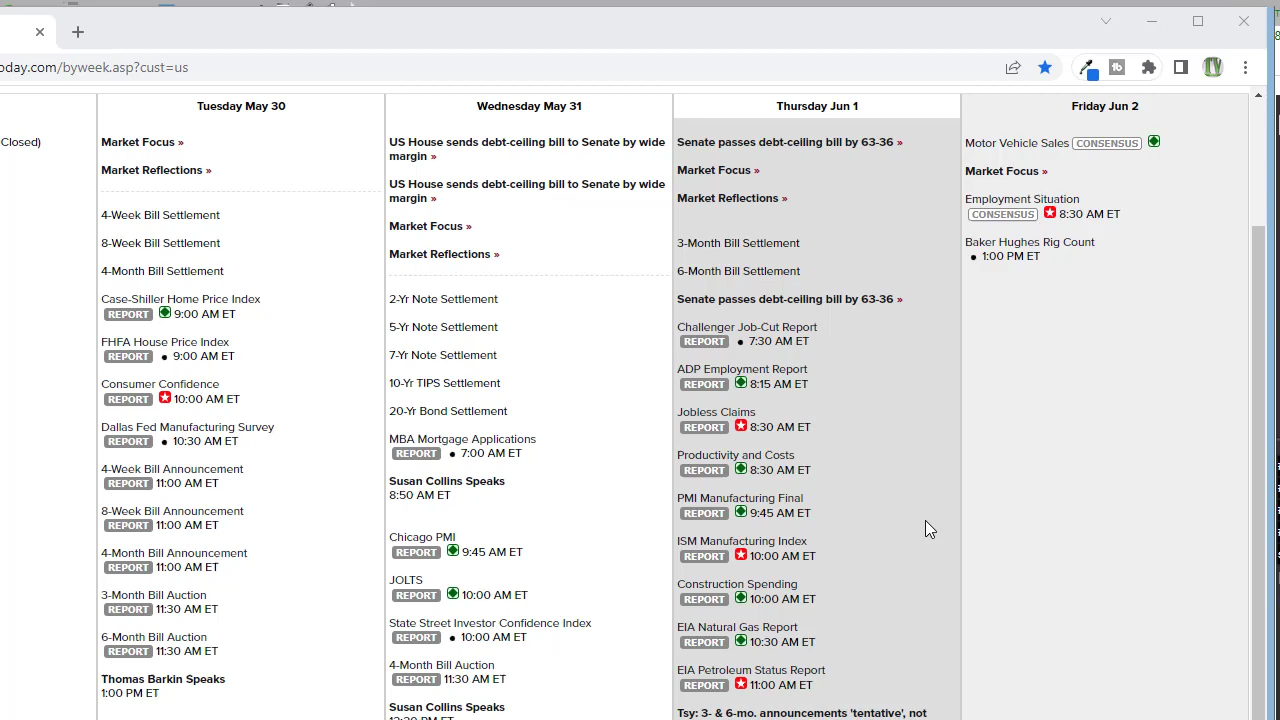 oday.com/byweek.asp?cust=us
Closed)
Tuesday May 30
Market Focus »
Market Reflections »
4-Week Bill Settlement
8-Week Bill Settlement
4-Month Bill Settlement
Case-Shiller Home Price Index
REPORT 9:00 AM ET
FHFA House Price Index
REPORT • 9:00 AM ET
Consumer Confidence
REPORT 10:00 AM ET
Dallas Fed Manufacturing Survey
REPORT • 10:30 AM ET
4-Week Bill Announcement
11:00 AM ET
8-Week Bill Announcement
11:00 AM ET
4-Month Bill Announcement
11:00 AM ET
3-Month Bill Auction
REPORT 11:30 AM ET
6-Month Bill Auction
REPORT 11:30 AM ET
Thomas Barkin Speaks
1:00 PM ET
Wednesday May 31
US House sends debt-ceiling bill to Senate by wide
margin »
US House sends debt-ceiling bill to Senate by wide
margin »
Market Focus »
Market Reflections »
2-Yr Note Settlement
5-Yr Note Settlement
7-Yr Note Settlement
10-Yr TIPS Settlement
20-Yr Bond Settlement
MBA Mortgage Applications
REPORT • 7:00 AM ET
Susan Collins Speaks
8:50 AM ET
Chicago PMI
REPORT 9:45 AM ET
JOLTS
REPORT 10:00 AM ET
State Street Investor Confidence Index
REPORT • 10:00 AM ET
4-Month Bill Auction
REPORT 11:30 AM ET
Susan Collins Speaks
12:30 PM ET
Thursday Jun 1
Senate passes debt-ceiling bill by 63-36 »
Market Focus »
Market Reflections »
3-Month Bill Settlement
6-Month Bill Settlement
Senate passes debt-ceiling bill by 63-36 »
Challenger Job-Cut Report
REPORT • 7:30 AM ET
ADP Employment Report
REPORT 8:15 AM ET
Jobless Claims
REPORT 8:30 AM ET
Productivity and Costs
REPORT 8:30 AM ET
PMI Manufacturing Final
REPORT 9:45 AM ET
ISM Manufacturing Index
REPORT 10:00 AM ET
Construction Spending
REPORT 10:00 AM ET
EIA Natural Gas Report
REPORT 10:30 AM ET
EIA Petroleum Status Report
REPORT 11:00 AM ET
Tsy: 3- & 6-mo. announcements 'tentative', not
Friday Jun 2
Motor Vehicle Sales CONSENSUS
Market Focus »
Employment Situation
CONSENSUS 8:30 AM ET
Baker Hughes Rig Count
• 1:00 PM ET